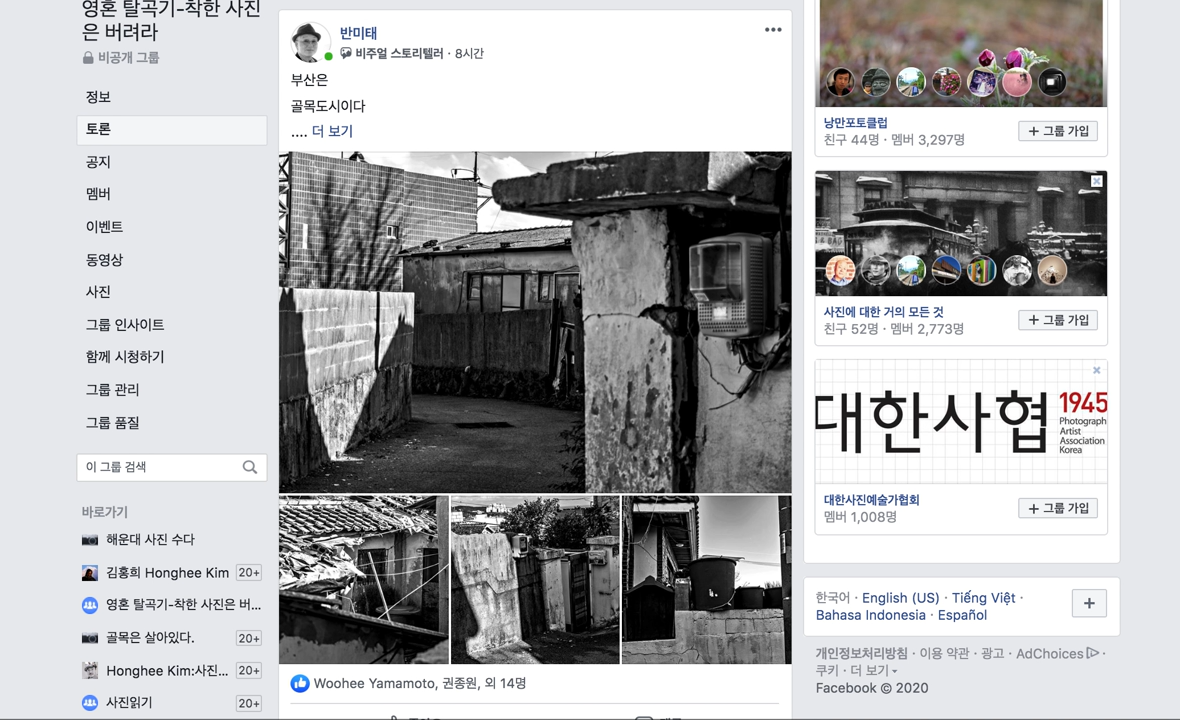 영혼 탈곡기-착한 사진
은 버려라
비공개 그룹
정보
토론
공지
멤버
이벤트
동영상
사진
그룹 인사이트
함께 시청하기
그룹 관리
그룹 품질
이 그룹 검색
바로가기
해운대 사진 수다
김홍희 Honghee Kim 20+
영혼 탈곡기-착한 사진은 버...
골목은 살아있다. 20+
Honghee Kim:사진... 20+
사진읽기 20+
반미태
비주얼 스토리텔러 · 8시간
부산은
골목도시이다
.... 더 보기
Woohee Yamamoto, 권종원, 외 14명
낭만포토클럽
친구 44명 · 멤버 3,297명
+ 그룹 가입
사진에 대한 거의 모든 것
친구 52명 · 멤버 2,773명
+ 그룹 가입
대한사협
1945
Photograph
Artist
Association
Korea
대한사진예술가협회
멤버 1,008명
+ 그룹 가입
한국어 · English (US) · Tiếng Việt ·
Bahasa Indonesia · Español
개인정보처리방침 · 이용 약관 · 광고 · AdChoices ·
쿠키 · 더 보기
Facebook © 2020